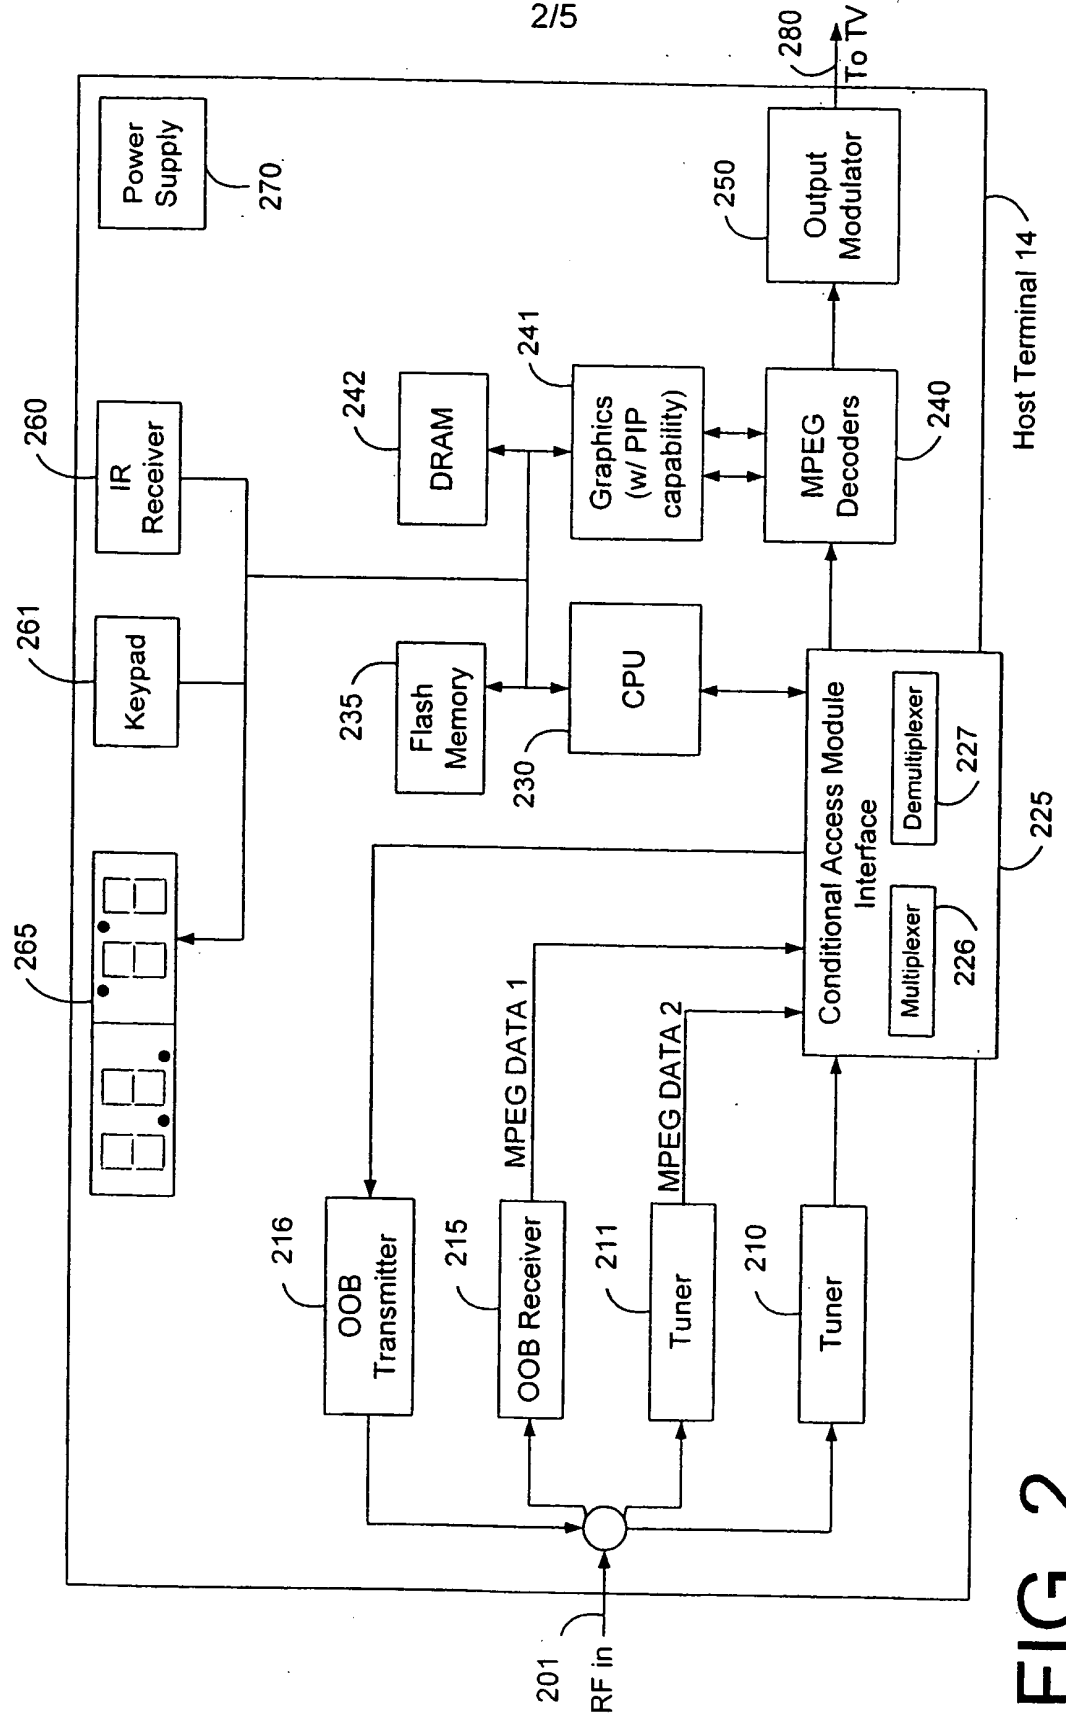 2/5
265
261
Keypad
260
IR
Receiver
Power
Supply
270
216
OOB
Transmitter
235
Flash
Memory
242
DRAM
215
OOB Receiver
MPEG DATA 1
230
CPU
241
Graphics
(w/ PIP
capability)
211
Tuner
MPEG DATA 2
210
Tuner
Conditional Access Module
Interface
Multiplexer
226
Demultiplexer
227
225
MPEG
Decoders
240
250
Output
Modulator
280
To TV
201
RF in
Host Terminal 14
FIG. 2